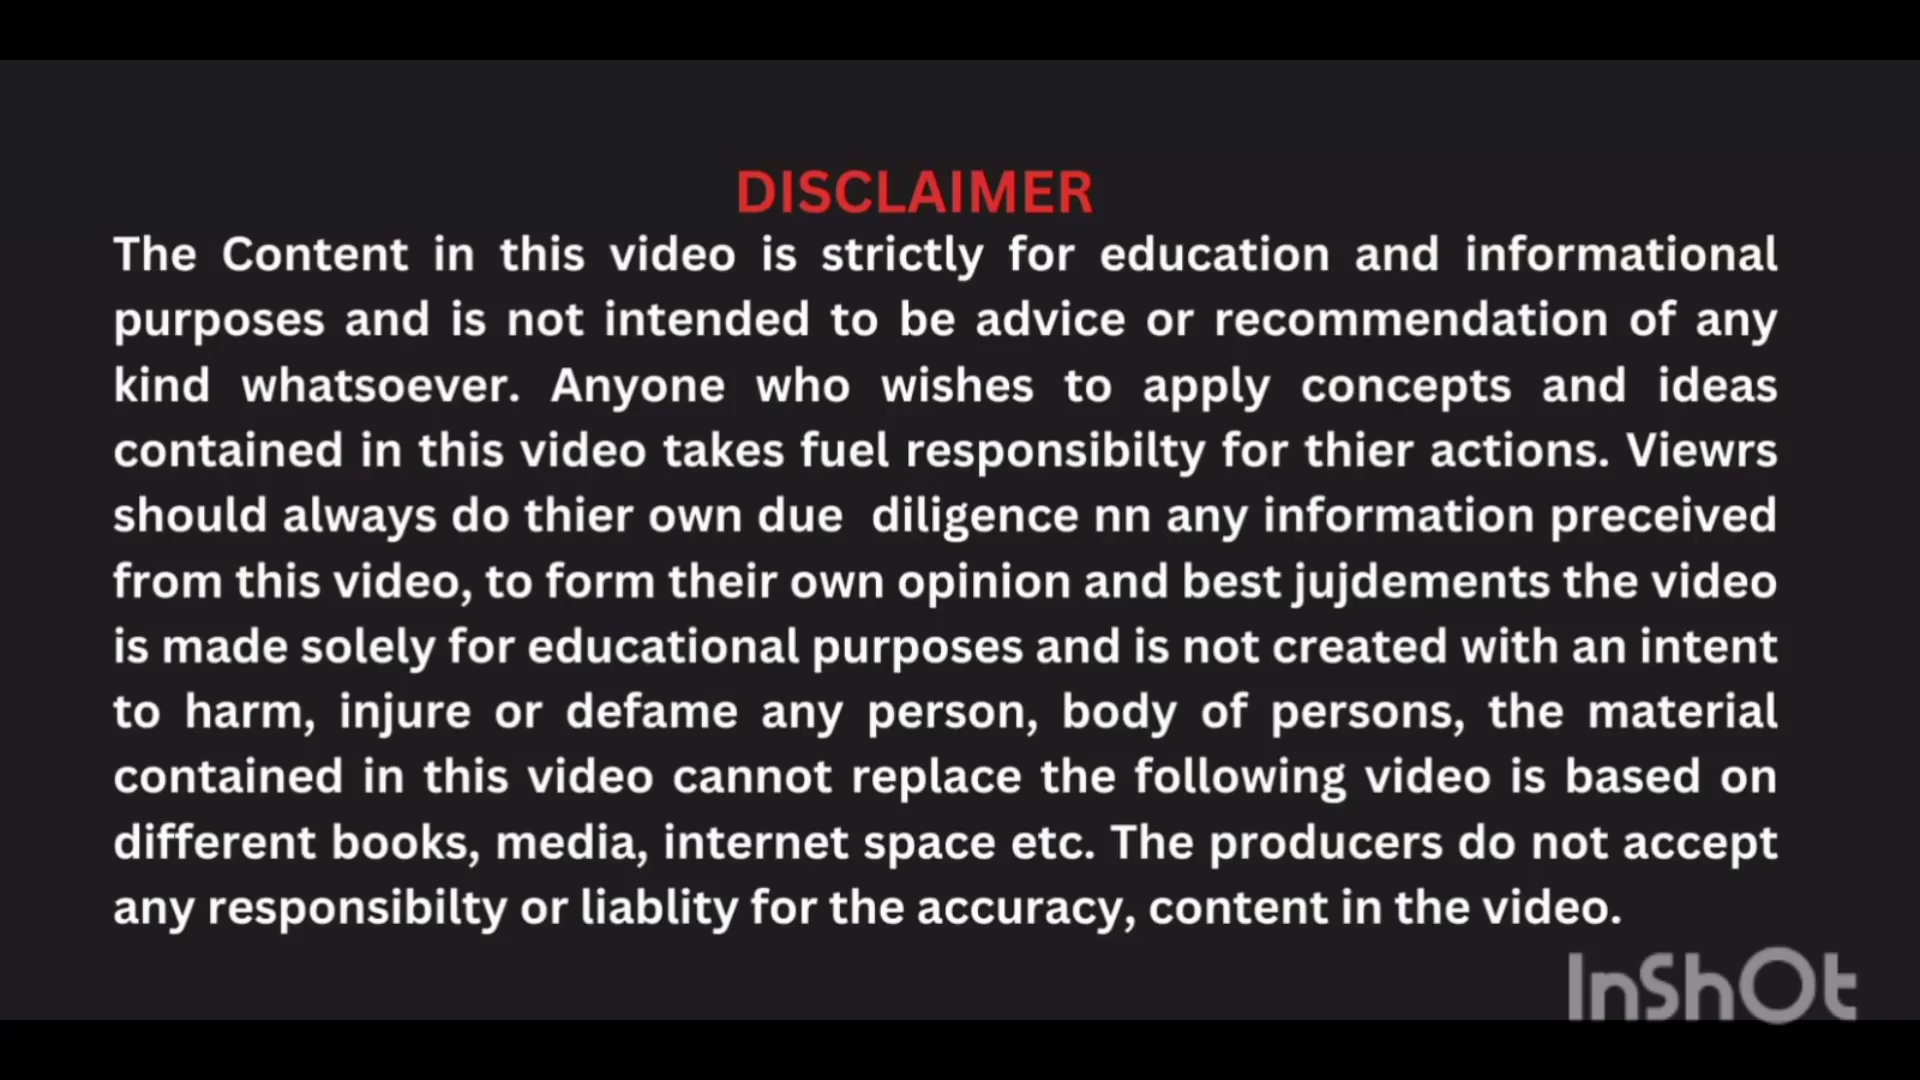 DISCLAIMER
The Content in this video is strictly for education and informational
purposes and is not intended to be advice or recommendation of any
kind whatsoever. Anyone who wishes to apply concepts and ideas
contained in this video takes fuel responsibilty for thier actions. Viewrs
should always do thier own due diligence nn any information preceived
from this video, to form their own opinion and best jujdements the video
is made solely for educational purposes and is not created with an intent
to harm, injure or defame any person, body of persons, the material
contained in this video cannot replace the following video is based on
different books, media, internet space etc. The producers do not accept
any responsibilty or liablity for the accuracy, content in the video.
InShOt